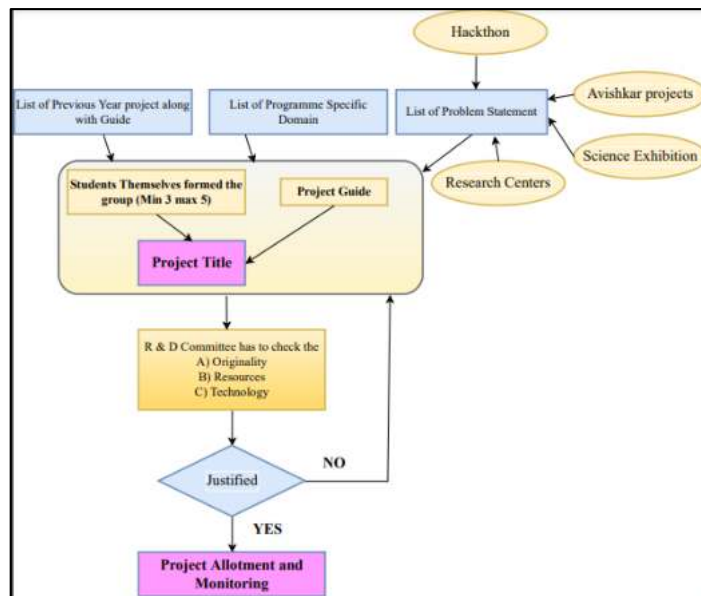 Hackthon
List of Previous Year project along
with Guide
List of Programme Specific
Domain
List of Problem Statement
Avishkar projects
Science Exhibition
Research Centers
Students Themselves formed the
group (Min 3 max 5)
Project Guide
Project Title
R & D Committee has to check the
A) Originality
B) Resources
C) Technology
Justified
NO
YES
Project Allotment and
Monitoring